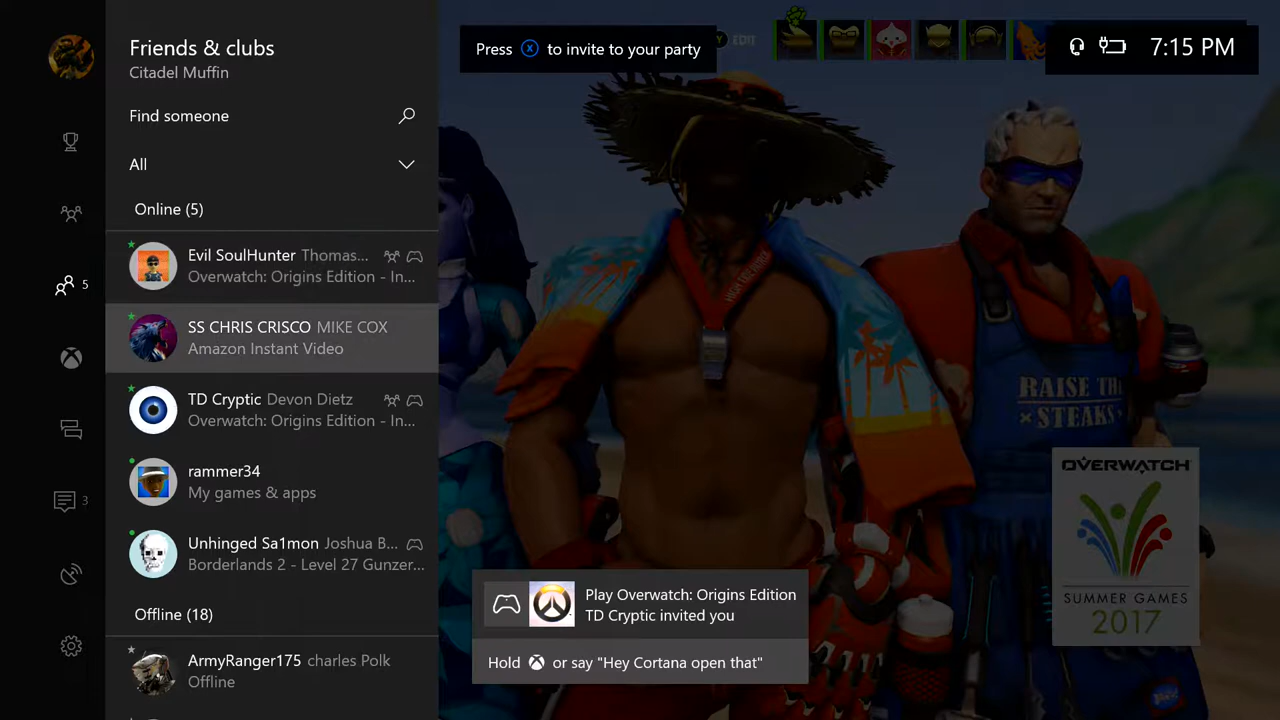 Friends & clubs
Citadel Muffin
Find someone
All
Online (5)
Evil SoulHunter Thomas...
Overwatch: Origins Edition - In...
SS CHRIS CRISCO MIKE COX
Amazon Instant Video
5
TD Cryptic Devon Dietz
Overwatch: Origins Edition - In...
rammer34
My games & apps
3
Unhinged Sa1mon Joshua B...
Borderlands 2 - Level 27 Gunzer...
Offline (18)
ArmyRanger175 charles Polk
Offline
Press X to invite to your party
Y EDIT
7:15 PM
RAISE THE
STEAKS
OVERWATCH
SUMMER GAMES
2017
Play Overwatch: Origins Edition
TD Cryptic invited you
Hold or say "Hey Cortana open that"